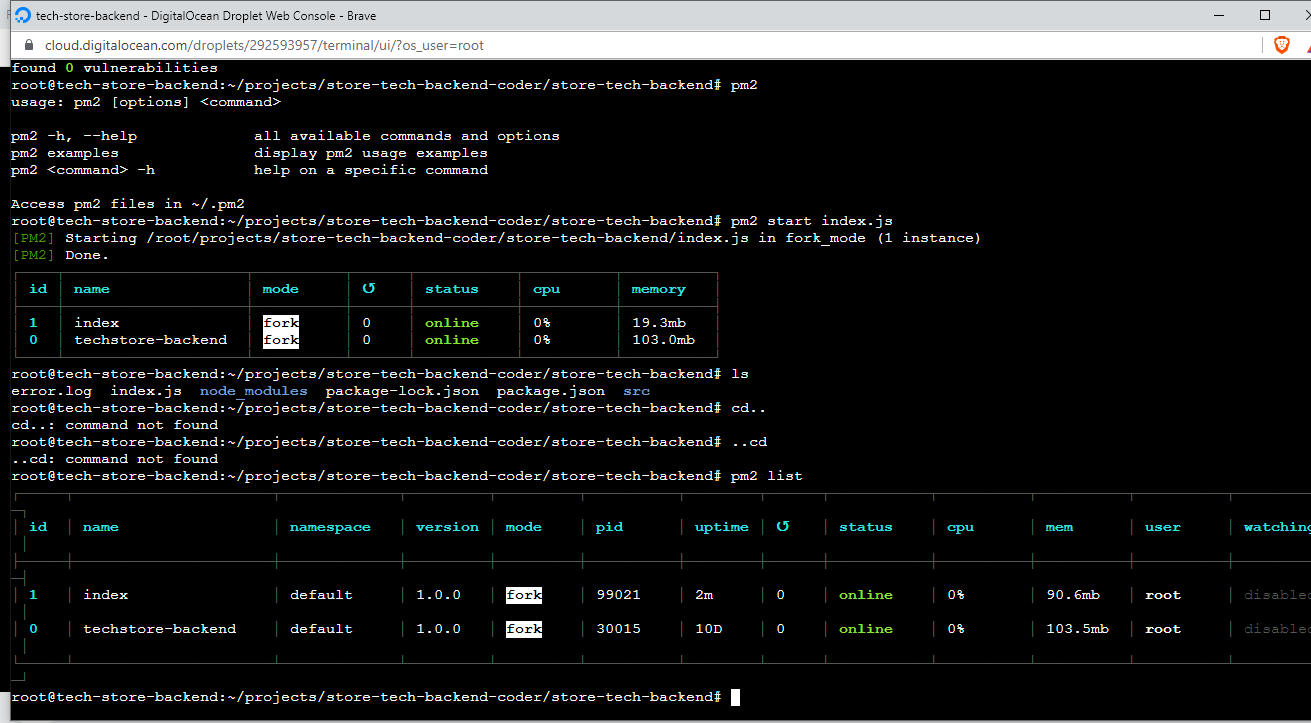 tech-store-backend - DigitalOcean Droplet Web Console - Brave
cloud.digitalocean.com/droplets/292593957/terminal/ui/?os_user=root
found 0 vulnerabilities
root@tech-store-backend:~/projects/store-tech-backend-coder/store-tech-backend# pm2
usage: pm2 [options] <command>
pm2 -h, --help all available commands and options
pm2 examples display pm2 usage examples
pm2 <command> -h help on a specific command
Access pm2 files in ~/.pm2
root@tech-store-backend:~/projects/store-tech-backend-coder/store-tech-backend# pm2 start index.js
[PM2] Starting /root/projects/store-tech-backend-coder/store-tech-backend/index.js in fork_mode (1 instance)
[PM2] Done.
id name mode ↺ status cpu memory
1 index fork 0 online 0% 19.3mb
0 techstore-backend fork 0 online 0% 103.0mb
root@tech-store-backend:~/projects/store-tech-backend-coder/store-tech-backend# ls
error.log index.js node_modules package-lock.json package.json src
root@tech-store-backend:~/projects/store-tech-backend-coder/store-tech-backend# cd..
cd..: command not found
root@tech-store-backend:~/projects/store-tech-backend-coder/store-tech-backend# ..cd
..cd: command not found
root@tech-store-backend:~/projects/store-tech-backend-coder/store-tech-backend# pm2 list
id name namespace version mode pid uptime ↺ status cpu mem user watching
1 index default 1.0.0 fork 99021 2m 0 online 0% 90.6mb root disabled
0 techstore-backend default 1.0.0 fork 30015 10D 0 online 0% 103.5mb root disabled
root@tech-store-backend:~/projects/store-tech-backend-coder/store-tech-backend#